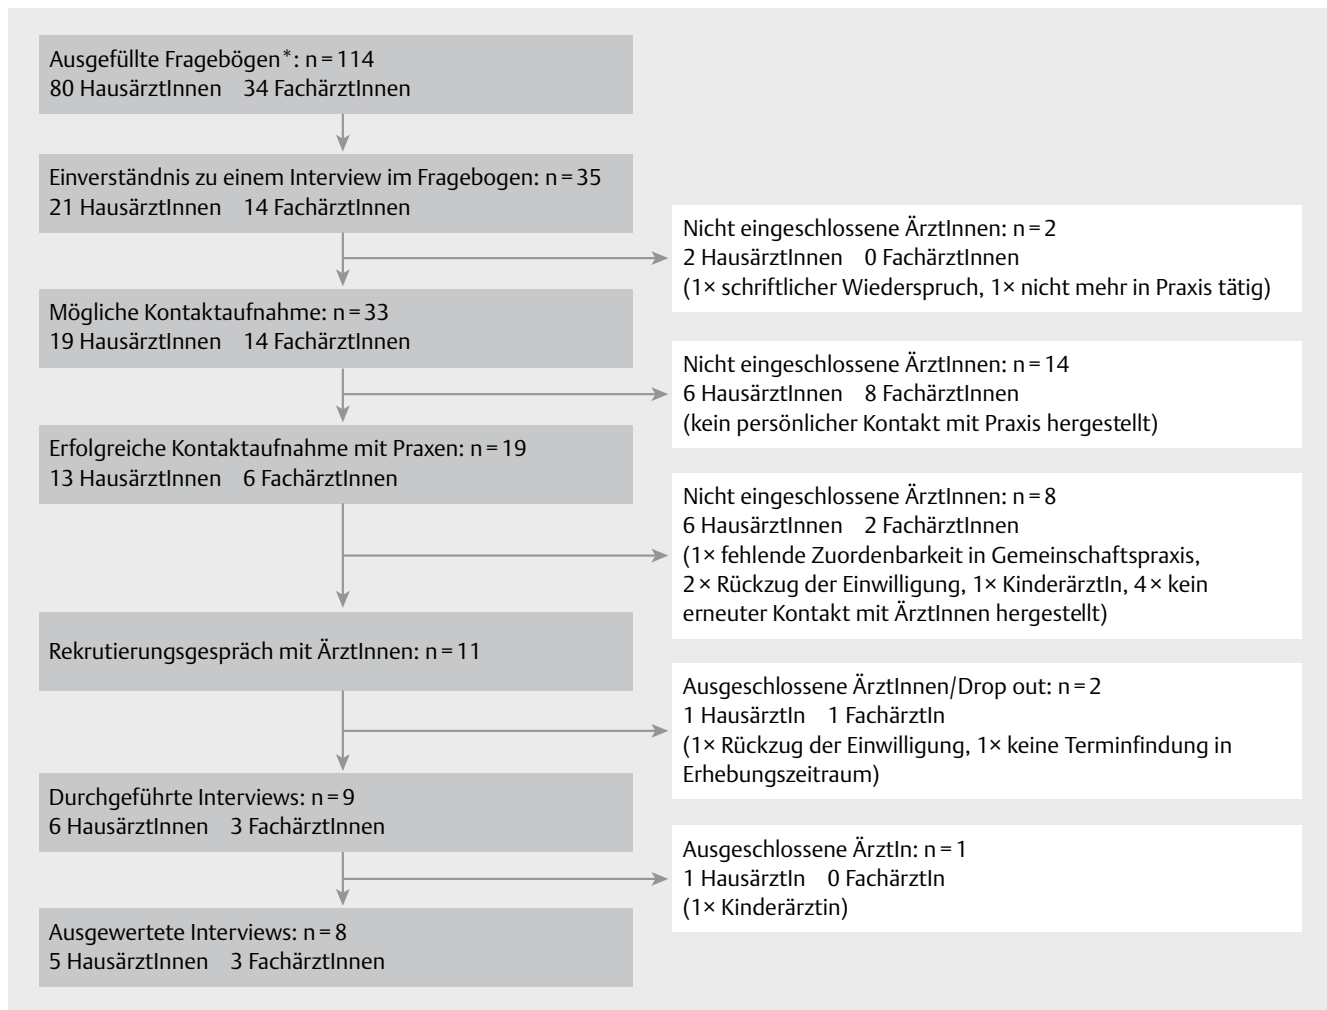 Ausgefüllte Fragebögen*: n = 114
80 HausärztInnen 34 FachärztInnen
Einverständnis zu einem Interview im Fragebogen: n = 35
21 HausärztInnen 14 FachärztInnen
Nicht eingeschlossene ÄrztInnen: n = 2
2 HausärztInnen 0 FachärztInnen
(1× schriftlicher Wiederspruch, 1× nicht mehr in Praxis tätig)
Mögliche Kontaktaufnahme: n = 33
19 HausärztInnen 14 FachärztInnen
Nicht eingeschlossene ÄrztInnen: n = 14
6 HausärztInnen 8 FachärztInnen
(kein persönlicher Kontakt mit Praxis hergestellt)
Erfolgreiche Kontaktaufnahme mit Praxen: n = 19
13 HausärztInnen 6 FachärztInnen
Nicht eingeschlossene ÄrztInnen: n = 8
6 HausärztInnen 2 FachärztInnen
(1× fehlende Zuordenbarkeit in Gemeinschaftspraxis,
2 × Rückzug der Einwilligung, 1× KinderärztIn, 4 × kein
erneuter Kontakt mit ÄrztInnen hergestellt)
Rekrutierungsgespräch mit ÄrztInnen: n = 11
Ausgeschlossene ÄrztInnen/Drop out: n = 2
1 HausärztIn 1 FachärztIn
(1× Rückzug der Einwilligung, 1× keine Terminfindung in
Erhebungszeitraum)
Durchgeführte Interviews: n = 9
6 HausärztInnen 3 FachärztInnen
Ausgeschlossene ÄrztIn: n = 1
1 HausärztIn 0 FachärztIn
(1× Kinderärztin)
Ausgewertete Interviews: n = 8
5 HausärztInnen 3 FachärztInnen